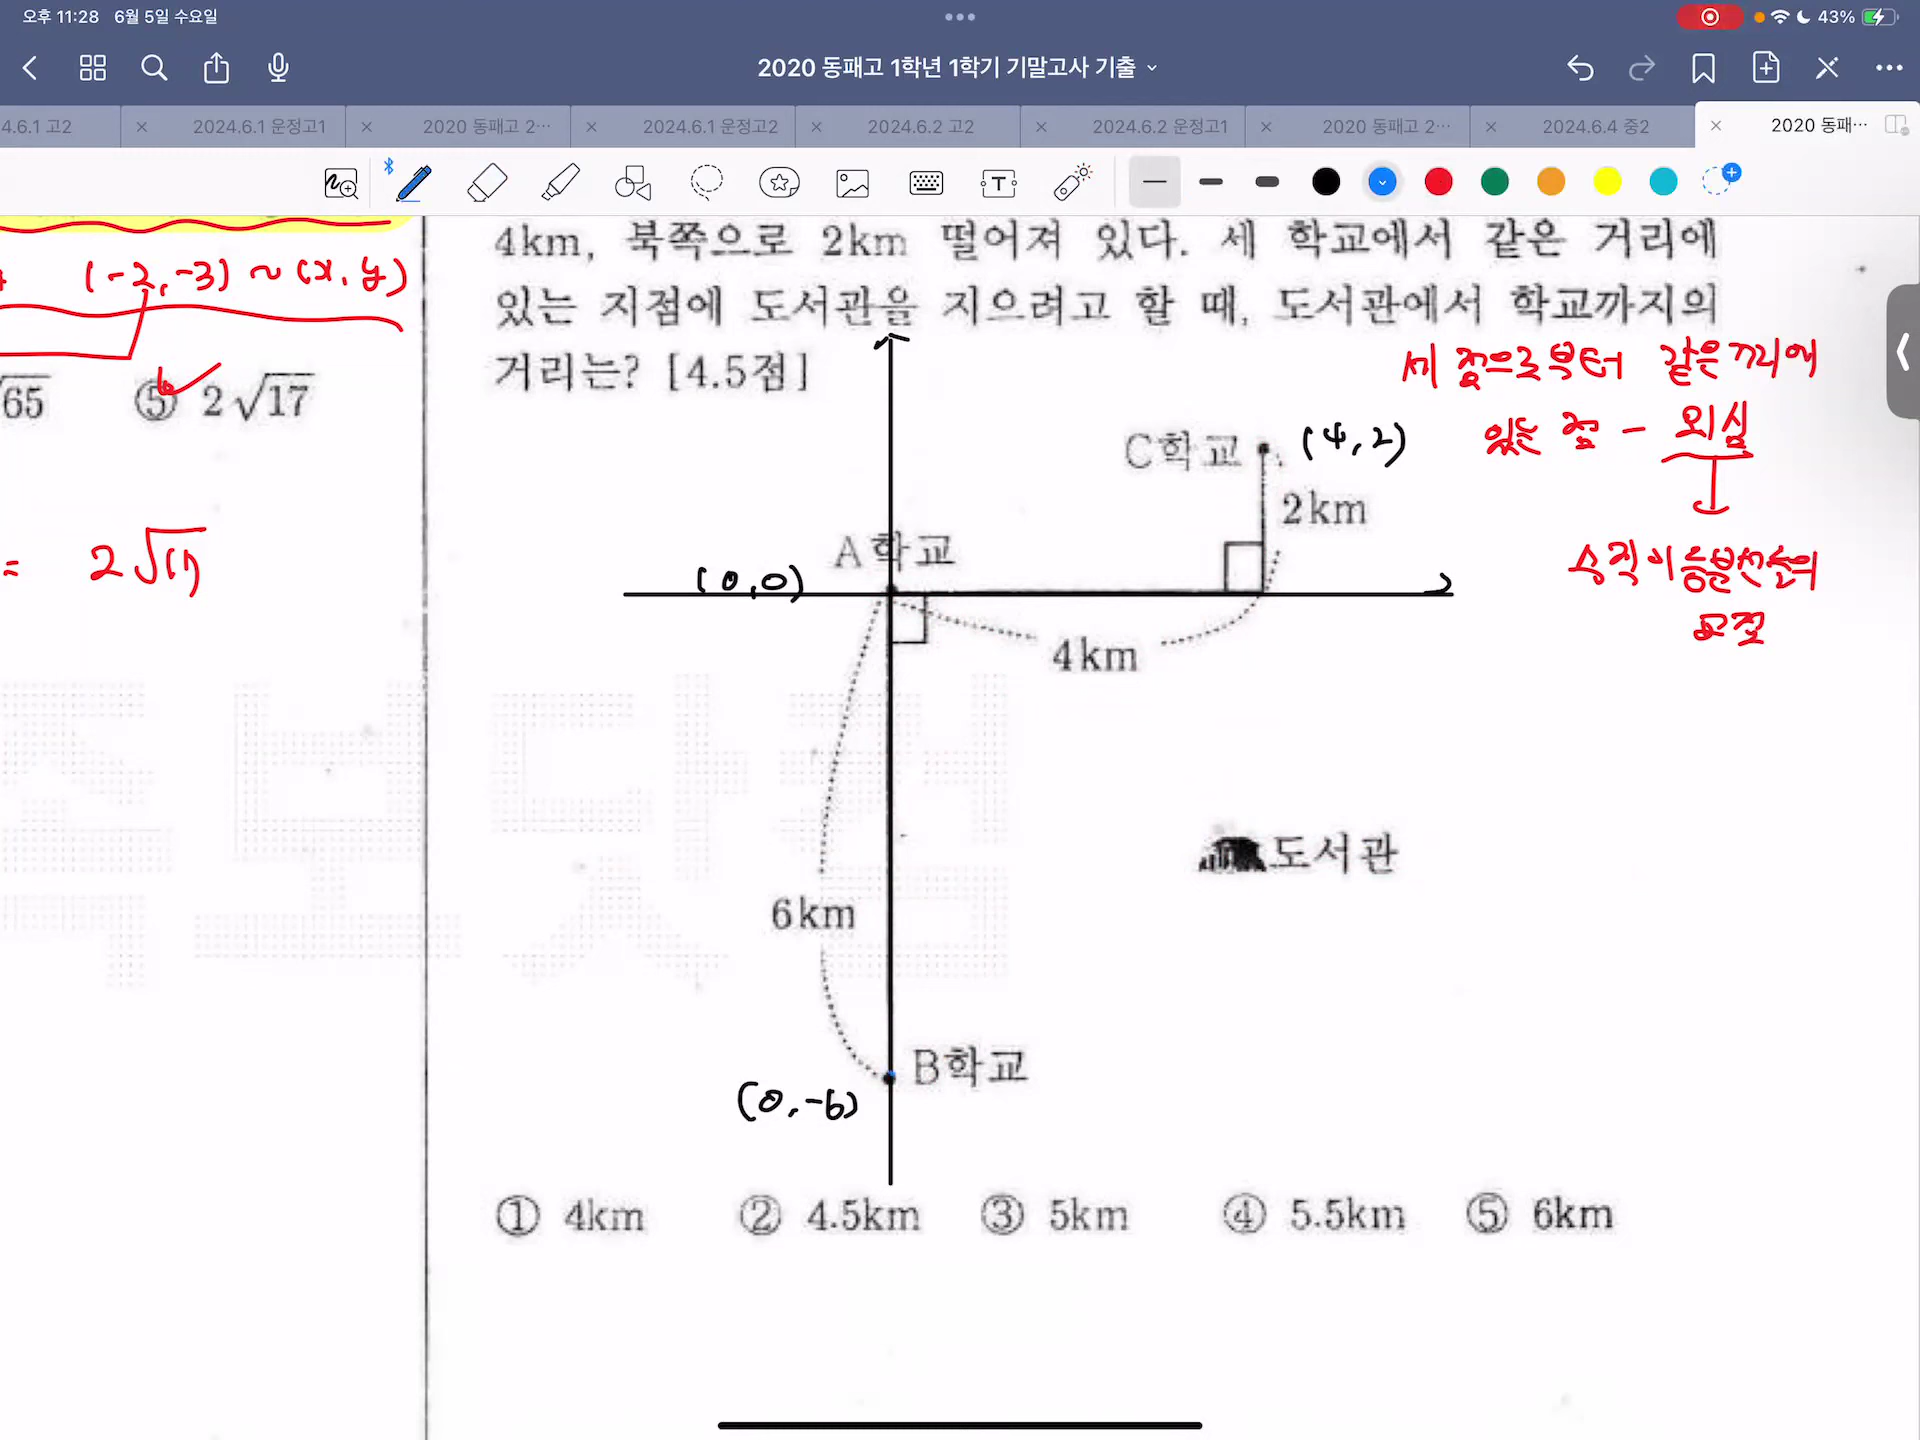 오후 11:28 6월 5일 수요일
43%
2020 동패고 1학년 1학기 기말고사 기출
4.6.1 고2
2024.6.1 운정고1
2020 동패고 2…
2024.6.1 운정고2
2024.6.2 고2
2024.6.2 운정고1
2020 동패고 2…
2024.6.4 중2
2020 동패…
(-2,-3) ~ (x, y)
√65 ⑤ 2√17
= 2√17
4km, 북쪽으로 2km 떨어져 있다. 세 학교에서 같은 거리에
있는 지점에 도서관을 지으려고 할 때, 도서관에서 학교까지의
거리는? [4.5점]
세 점으로부터 같은 거리에
있는 점 - 외심
수직이등분선들의
교점
C학교 (4, 2)
2km
A학교
(0,0)
4km
도서관
6km
B학교
(0,-6)
① 4km ② 4.5km ③ 5km ④ 5.5km ⑤ 6km
족보닷컴